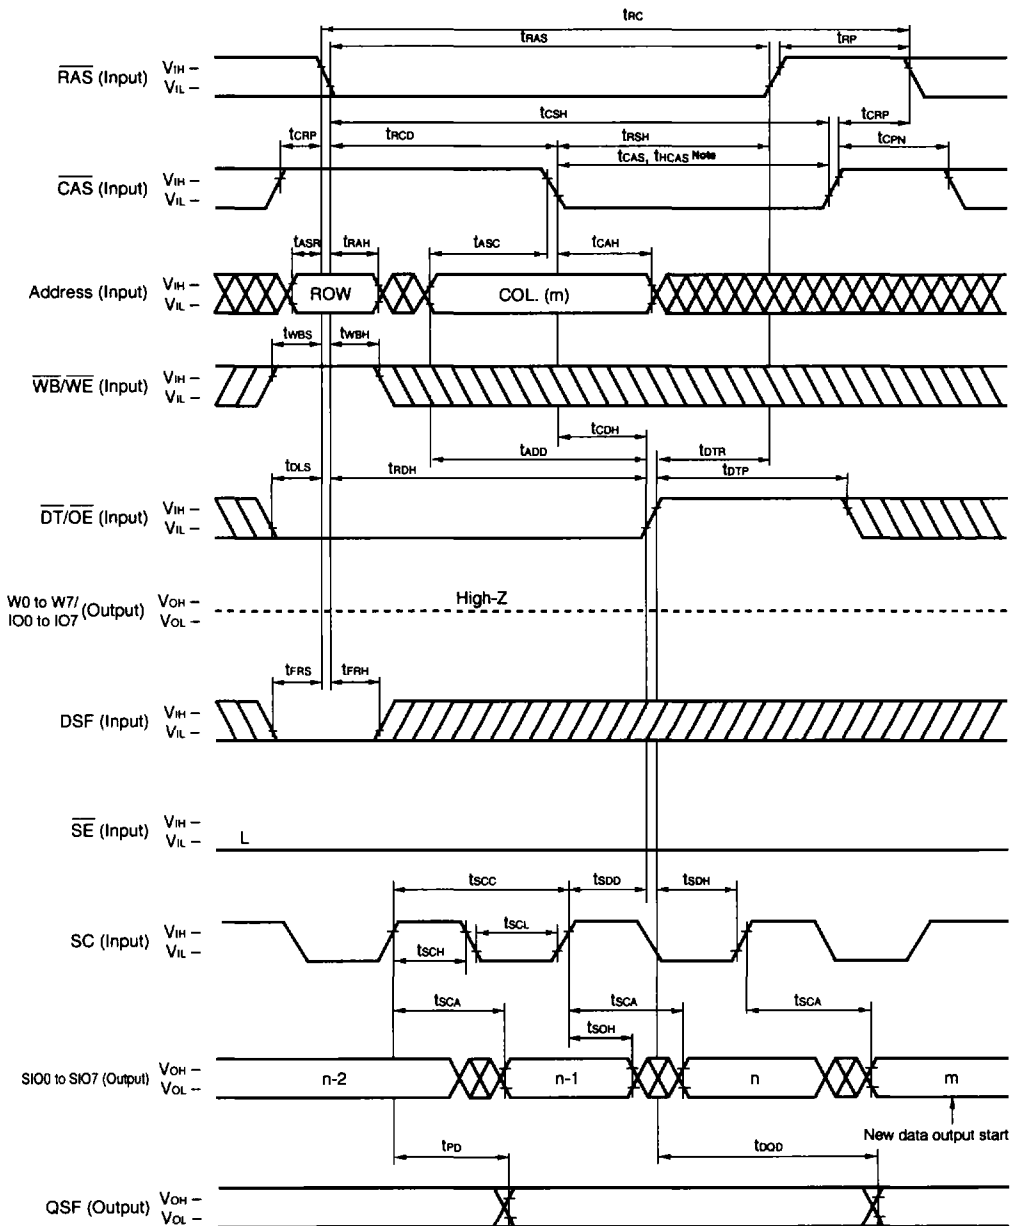 tRC
tRAS
tRP
RAS (Input)
VIH –
VIL –
tCSH
tCRP
tCRP
tRCD
tRSH
tCPN
tCAS, tHCAS Note
CAS (Input)
VIH –
VIL –
tASR
tRAH
tASC
tCAH
Address (Input)
VIH –
VIL –
ROW
COL. (m)
tWBS
tWBH
WB/WE (Input)
VIH –
VIL –
tCDH
tADD
tDTR
tDLS
tRDH
tDTP
DT/OE (Input)
VIH –
VIL –
W0 to W7/
IO0 to IO7 (Output)
VOH –
VOL –
High-Z
tFRS
tFRH
DSF (Input)
VIH –
VIL –
SE (Input)
VIH –
VIL –
L
tSCC
tSDD
tSDH
SC (Input)
VIH –
VIL –
tSCL
tSCH
tSCA
tSCA
tSCA
tSOH
SIO0 to SIO7 (Output)
VOH –
VOL –
n-2
n-1
n
m
New data output start
tPD
tDQD
QSF (Output)
VOH –
VOL –